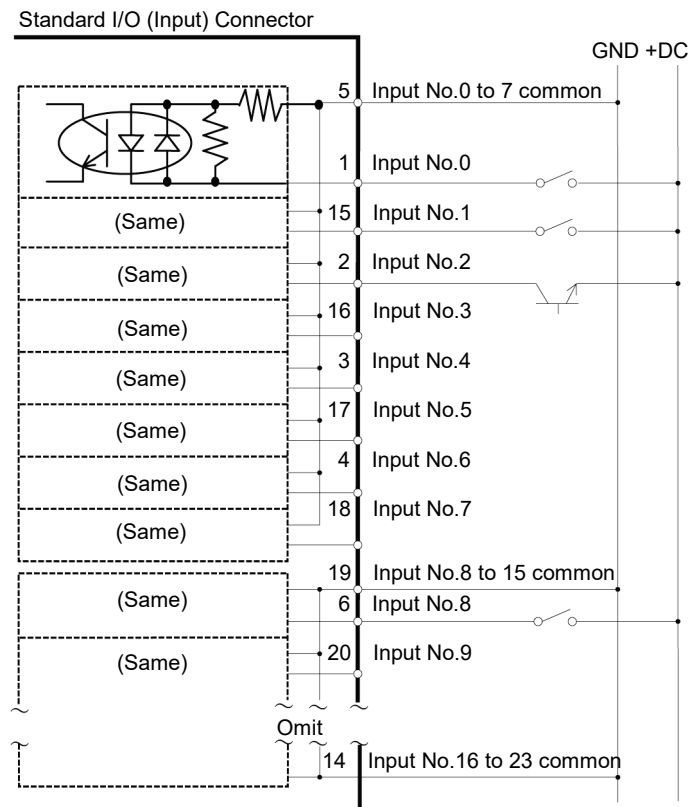 Standard I/O (Input) Connector
GND +DC
5 Input No.0 to 7 common
1 Input No.0
(Same) 15 Input No.1
(Same) 2 Input No.2
(Same) 16 Input No.3
(Same) 3 Input No.4
(Same) 17 Input No.5
(Same) 4 Input No.6
(Same) 18 Input No.7
19 Input No.8 to 15 common
(Same) 6 Input No.8
(Same) 20 Input No.9
Omit
14 Input No.16 to 23 common